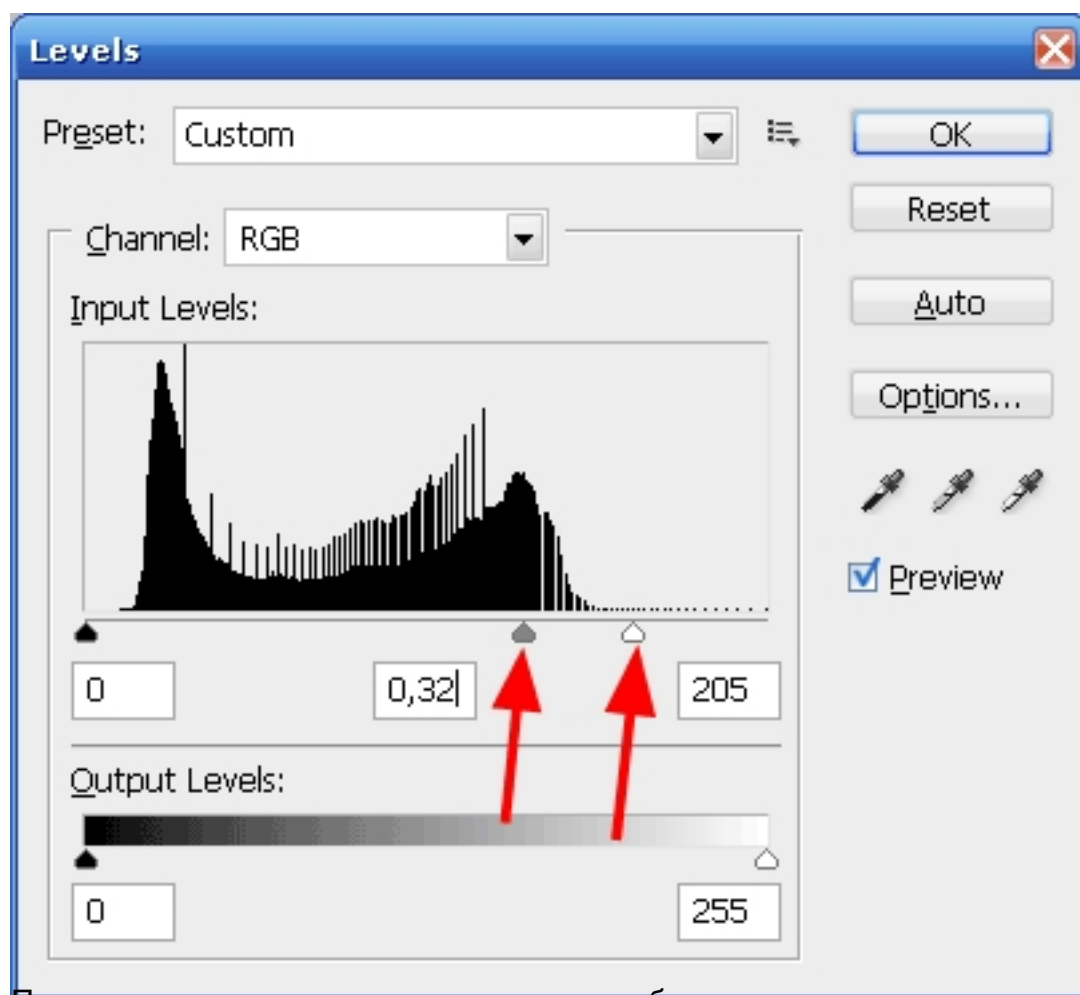 Levels
Preset: Custom
OK
Reset
Channel: RGB
Auto
Input Levels:
Options...
Preview
0 0,32 205
Output Levels:
0 255